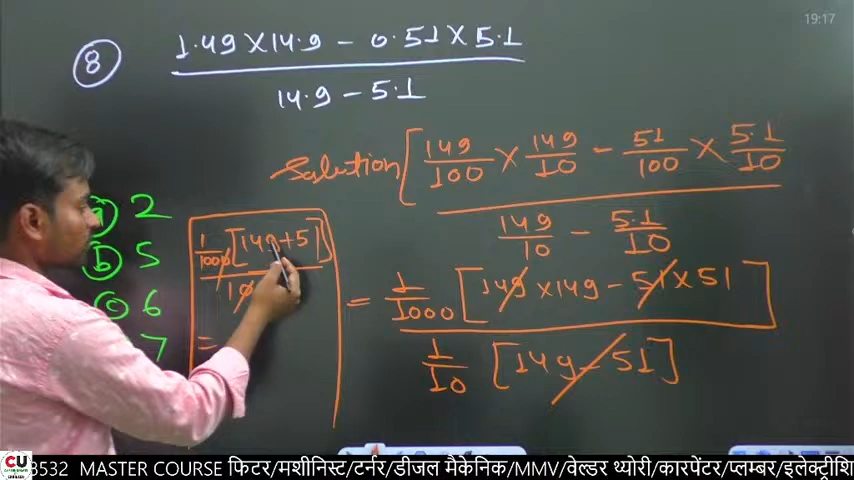 19:17
8 1.49 × 14.9 − 0.51 × 5.1
14.9 − 5.1
Solution [ 149/100 × 149/10 − 51/100 × 5.1/10
149/10 − 5.1/10
a 2
b 5
c 6
7
1/1000 [149+51]
=
= 1/1000 [149 × 149 − 51 × 51]
1/10 [149 − 51]
CU
3532 MASTER COURSE फिटर/मशीनिस्ट/टर्नर/डीजल मैकेनिक/MMV/वेल्डर थ्योरी/कारपेंटर/प्लम्बर/इलेक्ट्रीशि